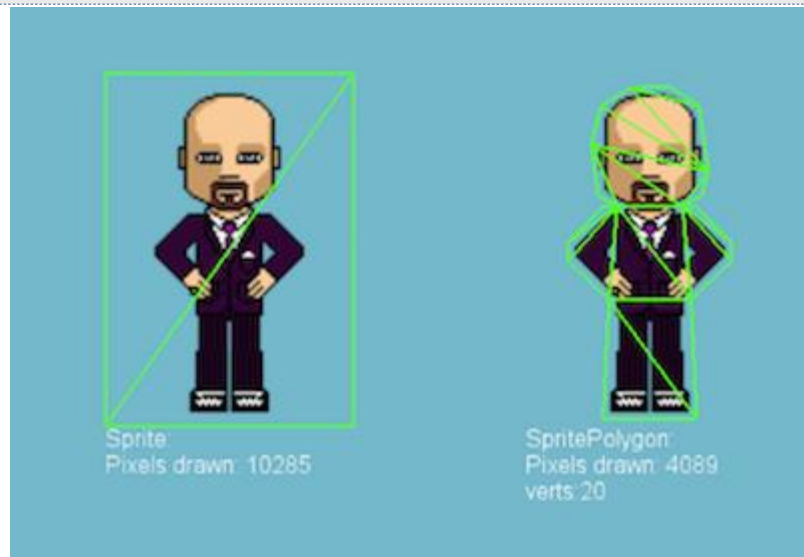 Sprite:
Pixels drawn: 10285
SpritePolygon:
Pixels drawn: 4089
verts:20